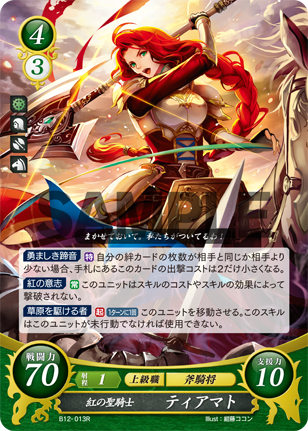 4
3
SAMPLE
まかせておいて。私たちがついてるわ!
勇ましき蹄音 特 自分の絆カードの枚数が相手と同じか相手より
少ない場合、手札にあるこのカードの出撃コストは2だけ小さくなる。
紅の意志 常 このユニットはスキルのコストやスキルの効果によって
撃破されない。
草原を駆ける者 起 1ターンに1回 このユニットを移動させる。このスキル
はこのユニットが未行動でなければ使用できない。
戦闘力
70
射程 1 上級職 斧騎将
支援力
10
紅の聖騎士 ティアマト
B12-013R
Illust: